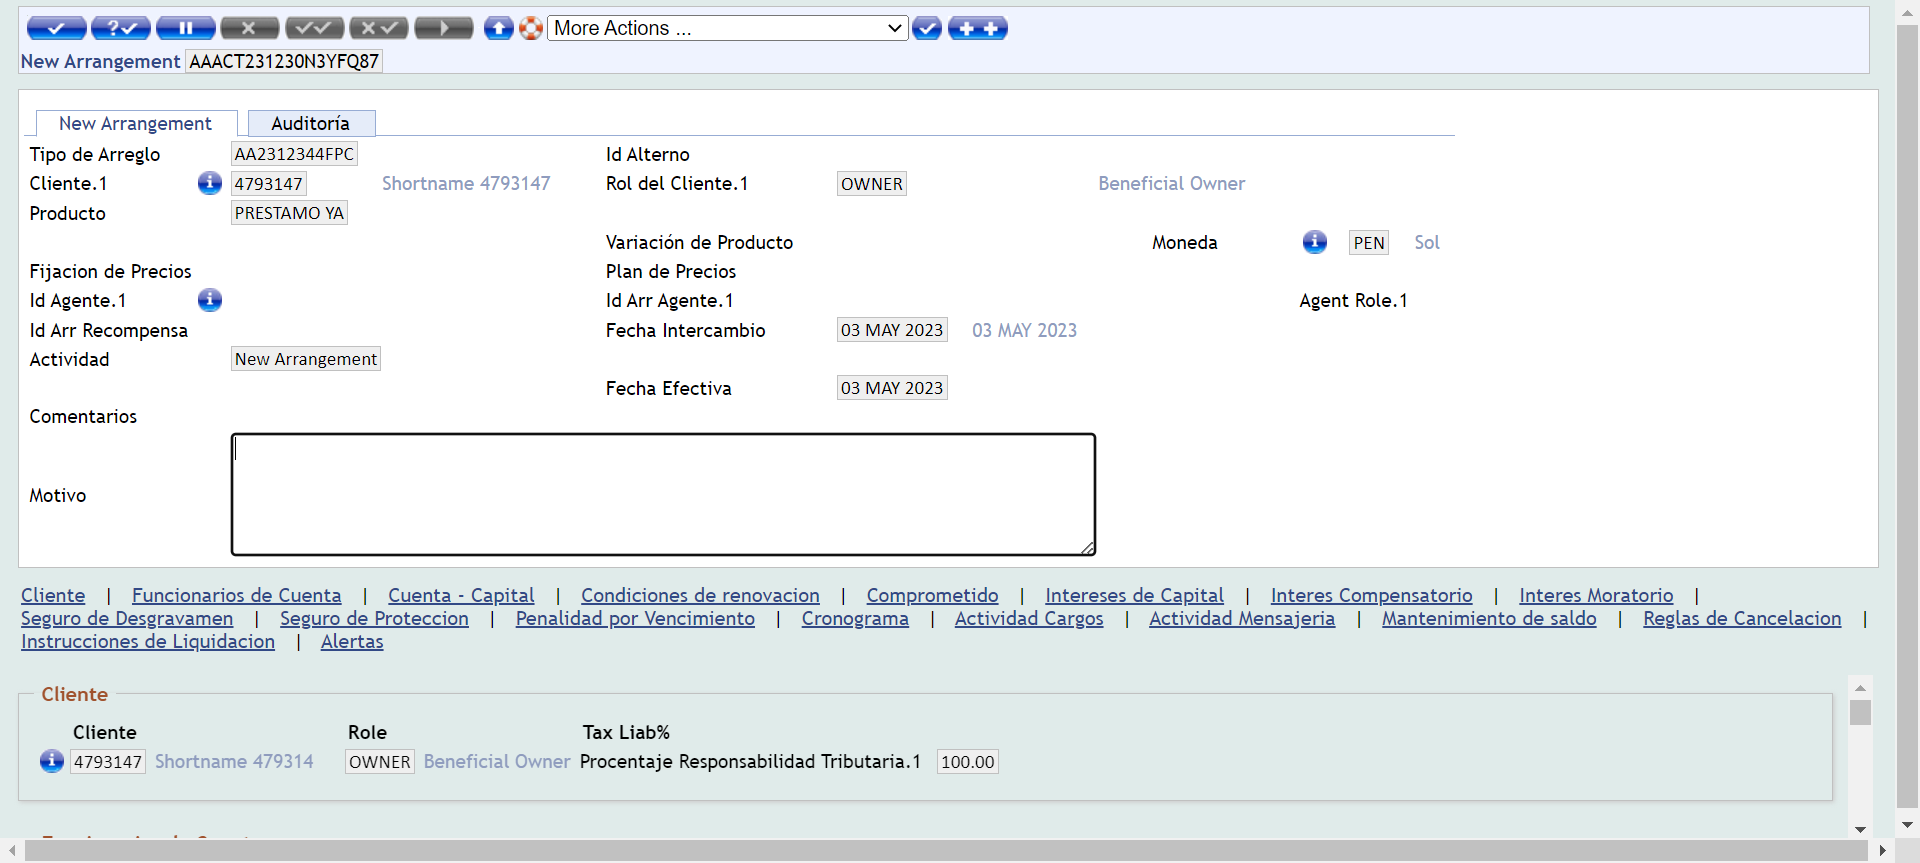 More Actions ...
New Arrangement AAACT231230N3YFQ87
New Arrangement Auditoría
Tipo de Arreglo AA2312344FPC Id Alterno
Cliente.1 4793147 Shortname 4793147 Rol del Cliente.1 OWNER Beneficial Owner
Producto PRESTAMO YA
Variación de Producto Moneda PEN Sol
Fijacion de Precios Plan de Precios
Id Agente.1 Id Arr Agente.1 Agent Role.1
Id Arr Recompensa Fecha Intercambio 03 MAY 2023 03 MAY 2023
Actividad New Arrangement
Fecha Efectiva 03 MAY 2023
Comentarios
Motivo
Cliente | Funcionarios de Cuenta | Cuenta - Capital | Condiciones de renovacion | Comprometido | Intereses de Capital | Interes Compensatorio | Interes Moratorio |
Seguro de Desgravamen | Seguro de Proteccion | Penalidad por Vencimiento | Cronograma | Actividad Cargos | Actividad Mensajeria | Mantenimiento de saldo | Reglas de Cancelacion |
Instrucciones de Liquidacion | Alertas
Cliente
Cliente Role Tax Liab%
4793147 Shortname 479314 OWNER Beneficial Owner Procentaje Responsabilidad Tributaria.1 100.00